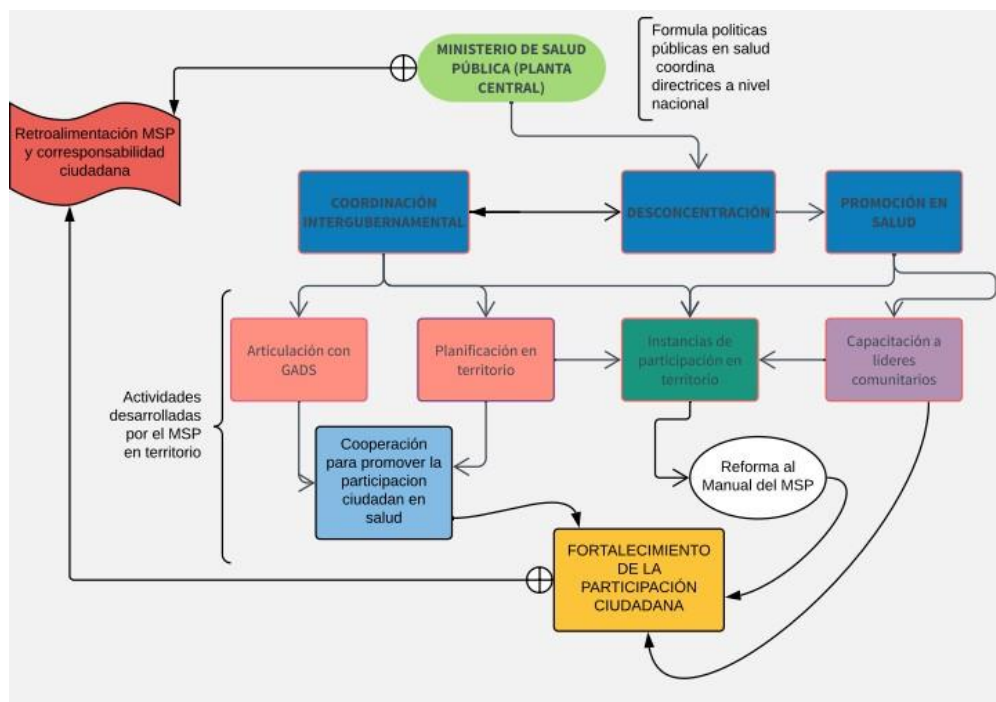 MINISTERIO DE SALUD
PÚBLICA (PLANTA
CENTRAL)
Formula politicas
públicas en salud
coordina
directrices a nivel
nacional
Retroalimentación MSP
y corresponsabilidad
ciudadana
COORDINACIÓN
INTERGUBERNAMENTAL
DESCONCENTRACIÓN
PROMOCIÓN EN
SALUD
Articulación con
GADS
Planificación en
territorio
Instancias de
participación en
territorio
Capacitación a
líderes
comunitarios
Actividades
desarrolladas
por el MSP
en territorio
Cooperación
para promover la
participacion
ciudadan en
salud
Reforma al
Manual del MSP
FORTALECIMIENTO
DE LA
PARTICIPACIÓN
CIUDADANA